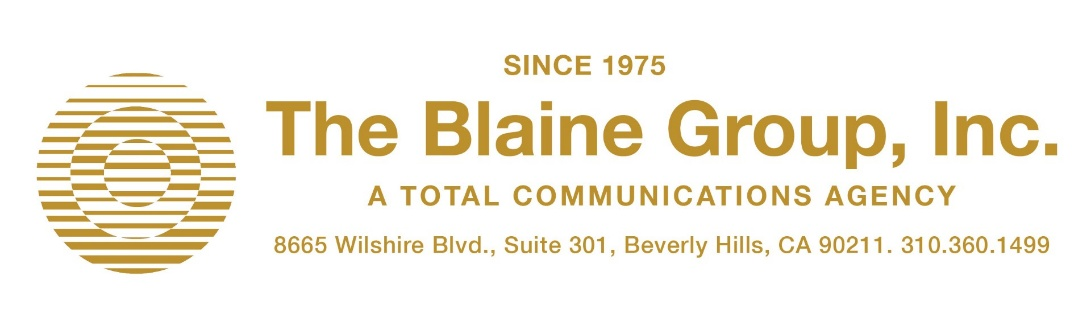 SINCE 1975
The Blaine Group, Inc.
A TOTAL COMMUNICATIONS AGENCY
8665 Wilshire Blvd., Suite 301, Beverly Hills, CA 90211. 310.360.1499